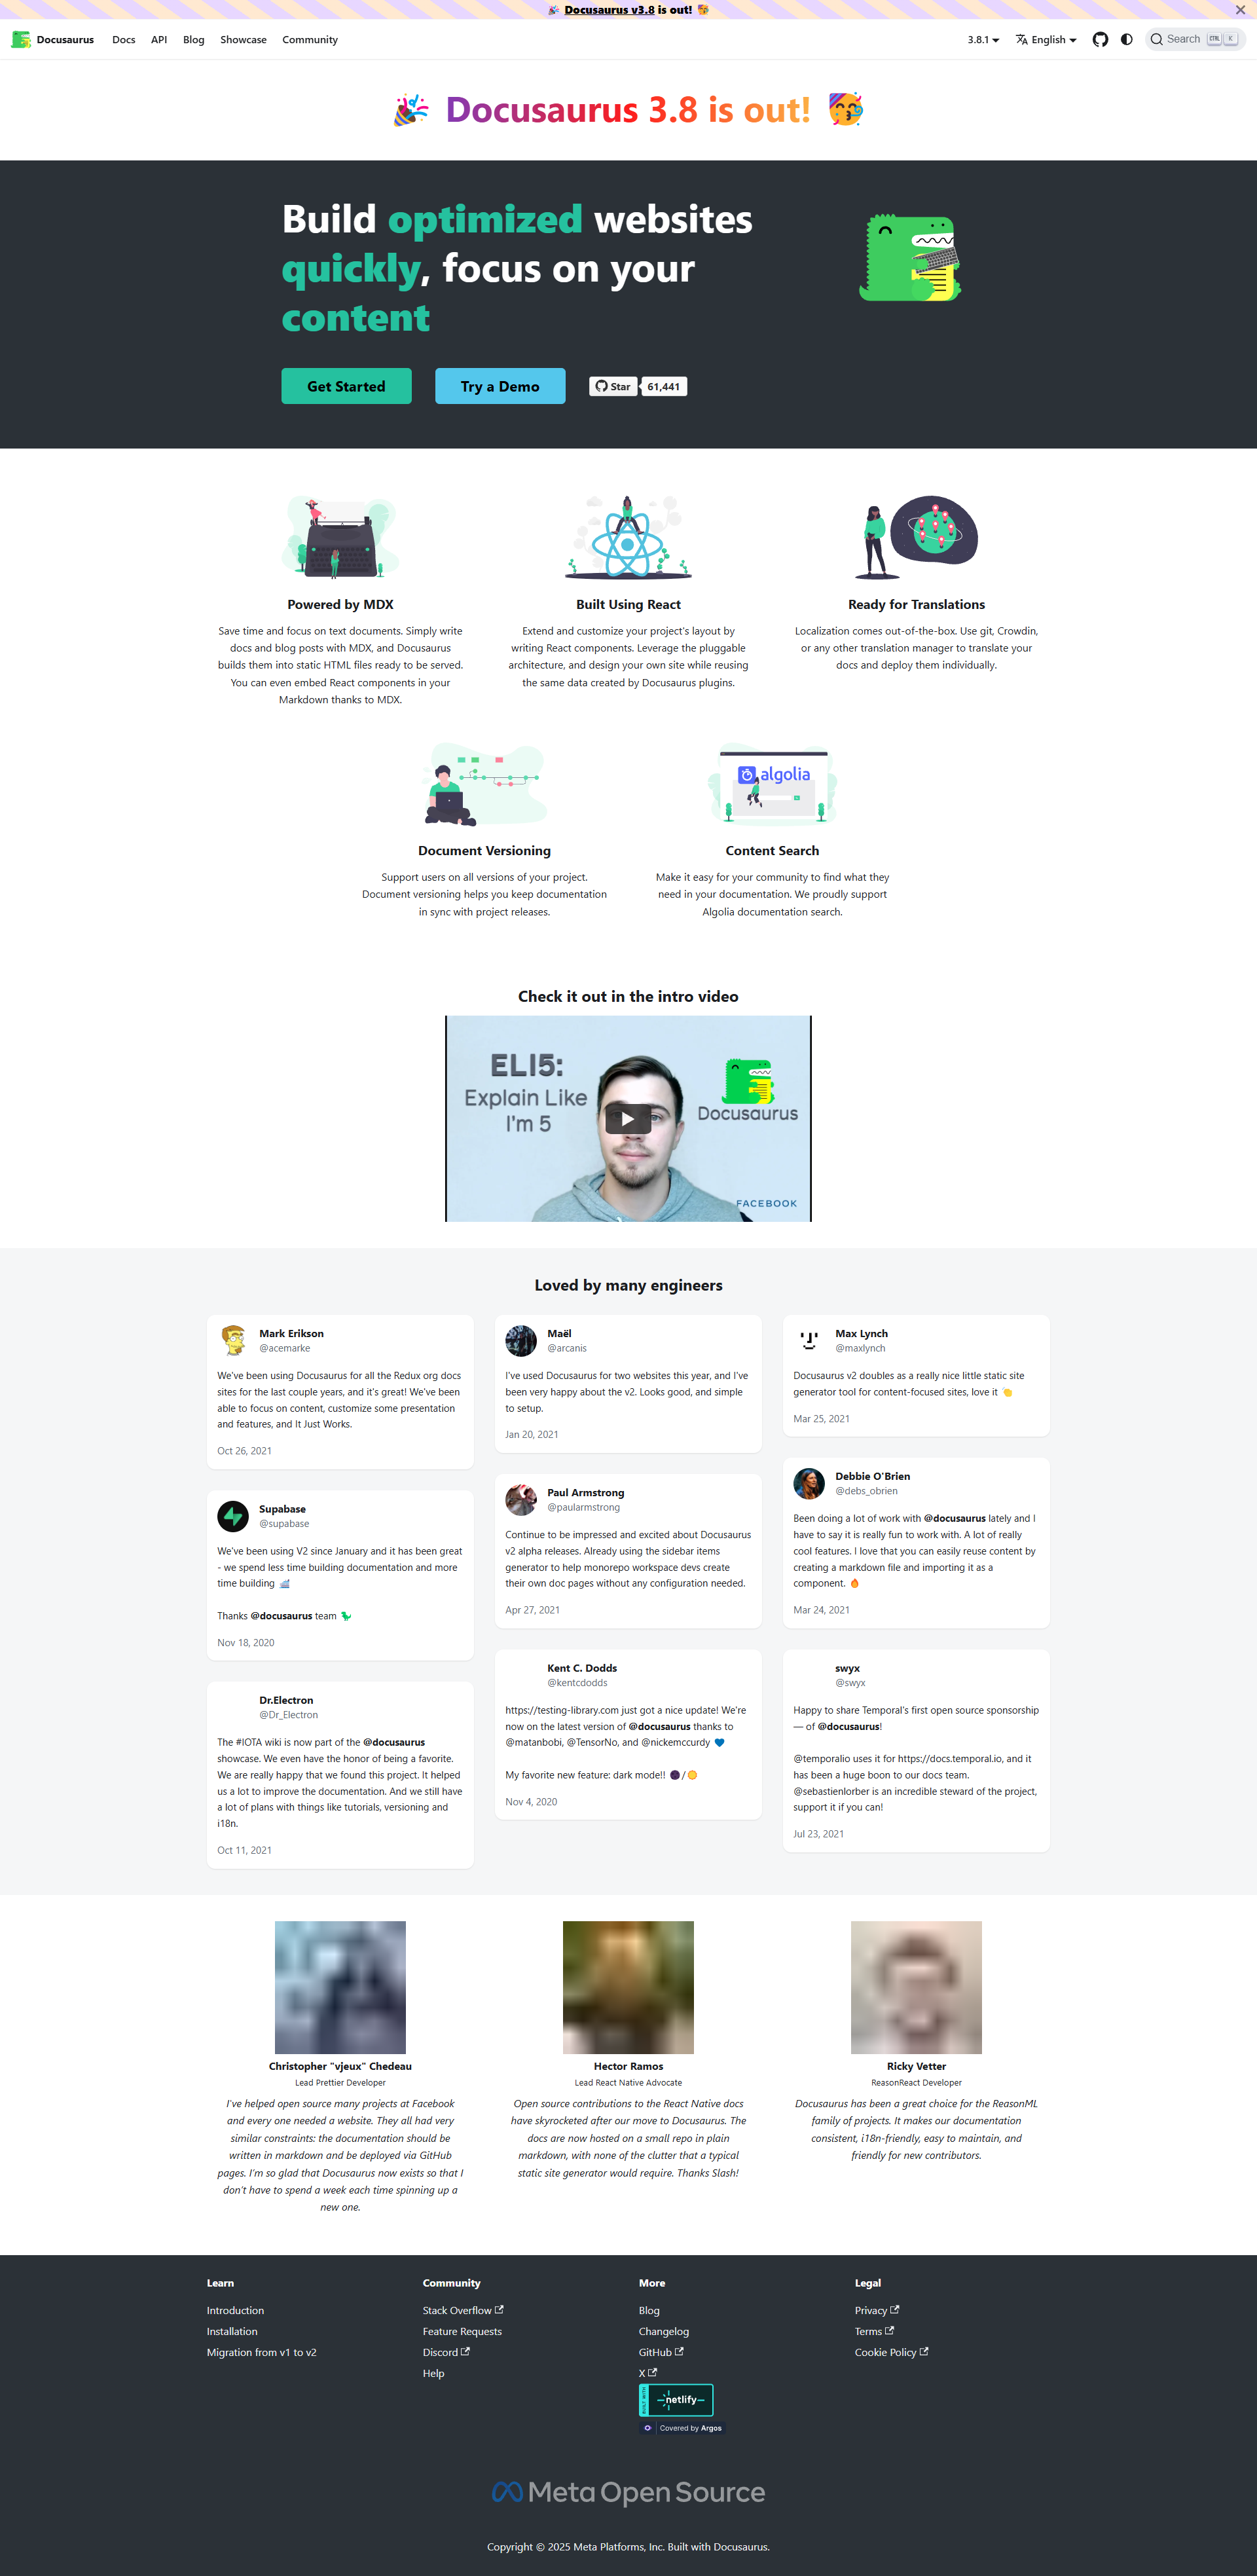 Docusaurus v3.8 is out!
Docusaurus
Docs
API
Blog
Showcase
Community
3.8.1
English
Search
CTRL
K
Docusaurus 3.8 is out!
Build optimized websites
quickly, focus on your
content
Get Started
Try a Demo
Star
61,441
Powered by MDX
Save time and focus on text documents. Simply write
docs and blog posts with MDX, and Docusaurus
builds them into static HTML files ready to be served.
You can even embed React components in your
Markdown thanks to MDX.
Built Using React
Extend and customize your project's layout by
writing React components. Leverage the pluggable
architecture, and design your own site while reusing
the same data created by Docusaurus plugins.
Ready for Translations
Localization comes out-of-the-box. Use git, Crowdin,
or any other translation manager to translate your
docs and deploy them individually.
algolia
Document Versioning
Support users on all versions of your project.
Document versioning helps you keep documentation
in sync with project releases.
Content Search
Make it easy for your community to find what they
need in your documentation. We proudly support
Algolia documentation search.
Check it out in the intro video
ELI5:
Explain Like
I'm 5
Docusaurus
FACEBOOK
Loved by many engineers
Mark Erikson
@acemarke
We've been using Docusaurus for all the Redux org docs
sites for the last couple years, and it's great! We've been
able to focus on content, customize some presentation
and features, and It Just Works.
Oct 26, 2021
Supabase
@supabase
We've been using V2 since January and it has been great
- we spend less time building documentation and more
time building
Thanks @docusaurus team
Nov 18, 2020
Dr.Electron
@Dr_Electron
The #IOTA wiki is now part of the @docusaurus
showcase. We even have the honor of being a favorite.
We are really happy that we found this project. It helped
us a lot to improve the documentation. And we still have
a lot of plans with things like tutorials, versioning and
i18n.
Oct 11, 2021
Maël
@arcanis
I've used Docusaurus for two websites this year, and I've
been very happy about the v2. Looks good, and simple
to setup.
Jan 20, 2021
Paul Armstrong
@paularmstrong
Continue to be impressed and excited about Docusaurus
v2 alpha releases. Already using the sidebar items
generator to help monorepo workspace devs create
their own doc pages without any configuration needed.
Apr 27, 2021
Kent C. Dodds
@kentcdodds
https://testing-library.com just got a nice update! We're
now on the latest version of @docusaurus thanks to
@matanbobi, @TensorNo, and @nickemccurdy
My favorite new feature: dark mode!! /
Nov 4, 2020
Max Lynch
@maxlynch
Docusaurus v2 doubles as a really nice little static site
generator tool for content-focused sites, love it
Mar 25, 2021
Debbie O'Brien
@debs_obrien
Been doing a lot of work with @docusaurus lately and I
have to say it is really fun to work with. A lot of really
cool features. I love that you can easily reuse content by
creating a markdown file and importing it as a
component.
Mar 24, 2021
swyx
@swyx
Happy to share Temporal's first open source sponsorship
— of @docusaurus!
@temporalio uses it for https://docs.temporal.io, and it
has been a huge boon to our docs team.
@sebastienlorber is an incredible steward of the project,
support it if you can!
Jul 23, 2021
Christopher "vjeux" Chedeau
Lead Prettier Developer
I've helped open source many projects at Facebook
and every one needed a website. They all had very
similar constraints: the documentation should be
written in markdown and be deployed via GitHub
pages. I'm so glad that Docusaurus now exists so that I
don't have to spend a week each time spinning up a
new one.
Hector Ramos
Lead React Native Advocate
Open source contributions to the React Native docs
have skyrocketed after our move to Docusaurus. The
docs are now hosted on a small repo in plain
markdown, with none of the clutter that a typical
static site generator would require. Thanks Slash!
Ricky Vetter
ReasonReact Developer
Docusaurus has been a great choice for the ReasonML
family of projects. It makes our documentation
consistent, i18n-friendly, easy to maintain, and
friendly for new contributors.
Learn
Introduction
Installation
Migration from v1 to v2
Community
Stack Overflow
Feature Requests
Discord
Help
More
Blog
Changelog
GitHub
X
BUILT WITH
netlify
Covered by Argos
Legal
Privacy
Terms
Cookie Policy
Meta Open Source
Copyright © 2025 Meta Platforms, Inc. Built with Docusaurus.